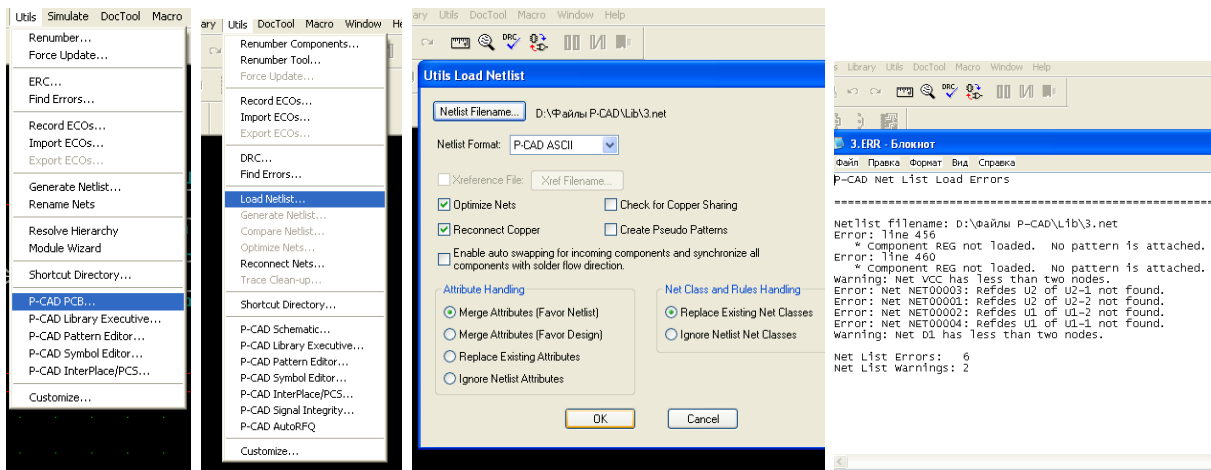 Utils Simulate DocTool Macro
Renumber...
Force Update...
ERC...
Find Errors...
Record ECOs...
Import ECOs...
Export ECOs...
Generate Netlist...
Rename Nets
Resolve Hierarchy
Module Wizard
Shortcut Directory...
P-CAD PCB...
P-CAD Library Executive...
P-CAD Pattern Editor...
P-CAD Symbol Editor...
P-CAD InterPlace/PCS...
Customize...
ary Utils DocTool Macro Window He
Renumber Components...
Renumber Tool...
Force Update...
Record ECOs...
Import ECOs...
Export ECOs...
DRC...
Find Errors...
Load Netlist...
Generate Netlist...
Compare Netlist...
Optimize Nets...
Reconnect Nets...
Trace Clean-up...
Shortcut Directory...
P-CAD Schematic...
P-CAD Library Executive...
P-CAD Pattern Editor...
P-CAD Symbol Editor...
P-CAD InterPlace/PCS...
P-CAD Signal Integrity...
P-CAD AutoRFQ
Customize...
ary Utils DocTool Macro Window Help
DRC
Utils Load Netlist
Netlist Filename... D:\Файлы P-CAD\Lib\3.net
Netlist Format: P-CAD ASCII
Xreference File: Xref Filename...
Optimize Nets Check for Copper Sharing
Reconnect Copper Create Pseudo Patterns
Enable auto swapping for incoming components and synchronize all
components with solder flow direction.
Attribute Handling
Merge Attributes (Favor Netlist)
Merge Attributes (Favor Design)
Replace Existing Attributes
Ignore Netlist Attributes
Net Class and Rules Handling
Replace Existing Net Classes
Ignore Netlist Net Classes
OK Cancel
s Library Utils DocTool Macro Window Help
DRC
3.ERR - Блокнот
Файл Правка Формат Вид Справка
P-CAD Net List Load Errors
==========================================================
Netlist filename: D:\Файлы P-CAD\Lib\3.net
Error: line 456
* Component REG not loaded. No pattern is attached.
Error: line 460
* Component REG not loaded. No pattern is attached.
Warning: Net VCC has less than two nodes.
Error: Net NET00003: Refdes U2 of U2-1 not found.
Error: Net NET00001: Refdes U2 of U2-2 not found.
Error: Net NET00002: Refdes U1 of U1-2 not found.
Error: Net NET00004: Refdes U1 of U1-1 not found.
Warning: Net D1 has less than two nodes.
Net List Errors: 6
Net List Warnings: 2